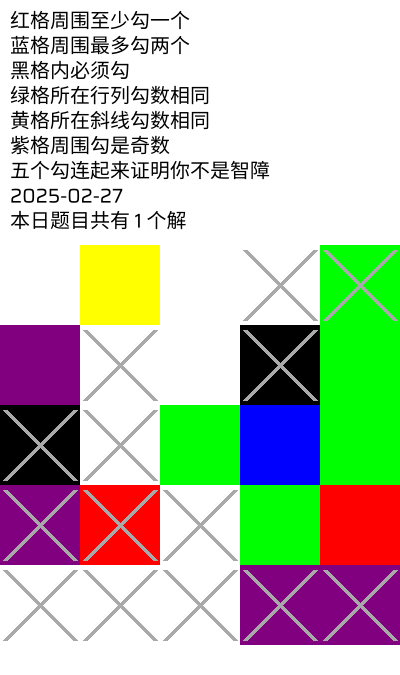 红格周围至少勾一个
蓝格周围最多勾两个
黑格内必须勾
绿格所在行列勾数相同
黄格所在斜线勾数相同
紫格周围勾是奇数
五个勾连起来证明你不是智障
2025-02-27
本日题目共有1个解